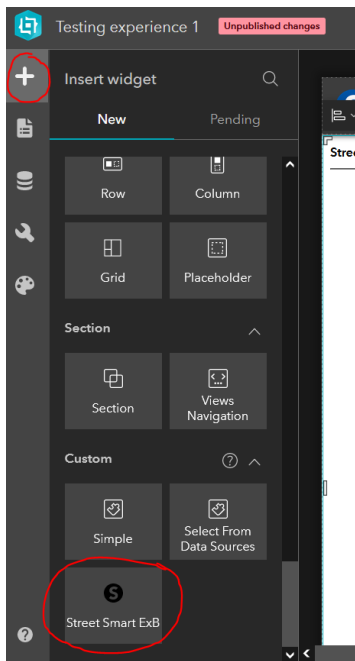 Testing experience 1
Unpublished changes
Insert widget
New
Pending
Row
Column
Grid
Placeholder
Section
Section
Views
Navigation
Custom
Simple
Select From
Data Sources
Street Smart ExB